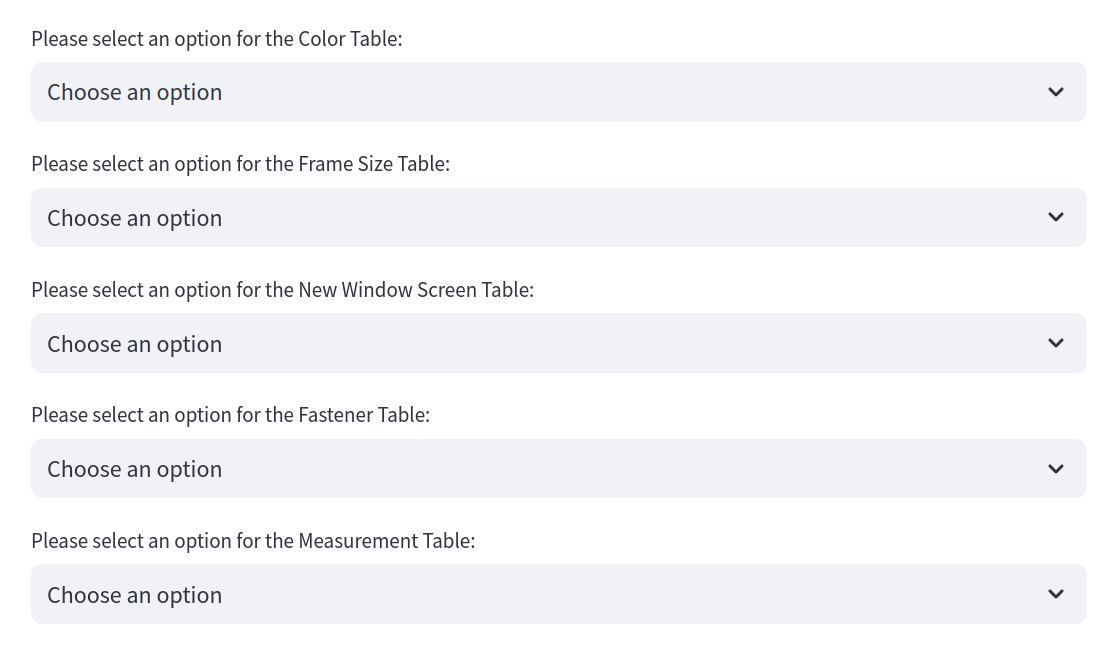 Please select an option for the Color Table:
Choose an option
Please select an option for the Frame Size Table:
Choose an option
Please select an option for the New Window Screen Table:
Choose an option
Please select an option for the Fastener Table:
Choose an option
Please select an option for the Measurement Table:
Choose an option